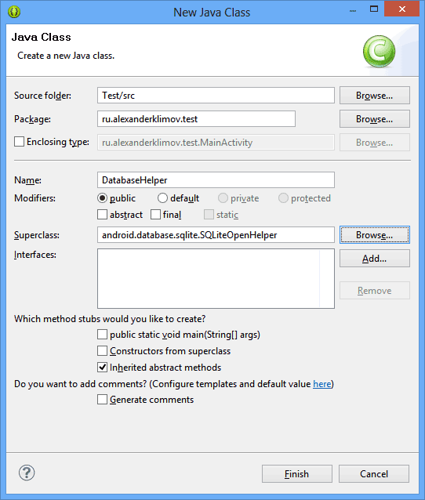 New Java Class
Java Class
Create a new Java class.
Source folder: Test/src Browse...
Package: ru.alexanderklimov.test Browse...
Enclosing type: ru.alexanderklimov.test.MainActivity Browse...
Name: DatabaseHelper
Modifiers: public default private protected
abstract final static
Superclass: android.database.sqlite.SQLiteOpenHelper Browse...
Interfaces: Add...
Remove
Which method stubs would you like to create?
public static void main(String[] args)
Constructors from superclass
Inherited abstract methods
Do you want to add comments? (Configure templates and default value here)
Generate comments
? Finish Cancel